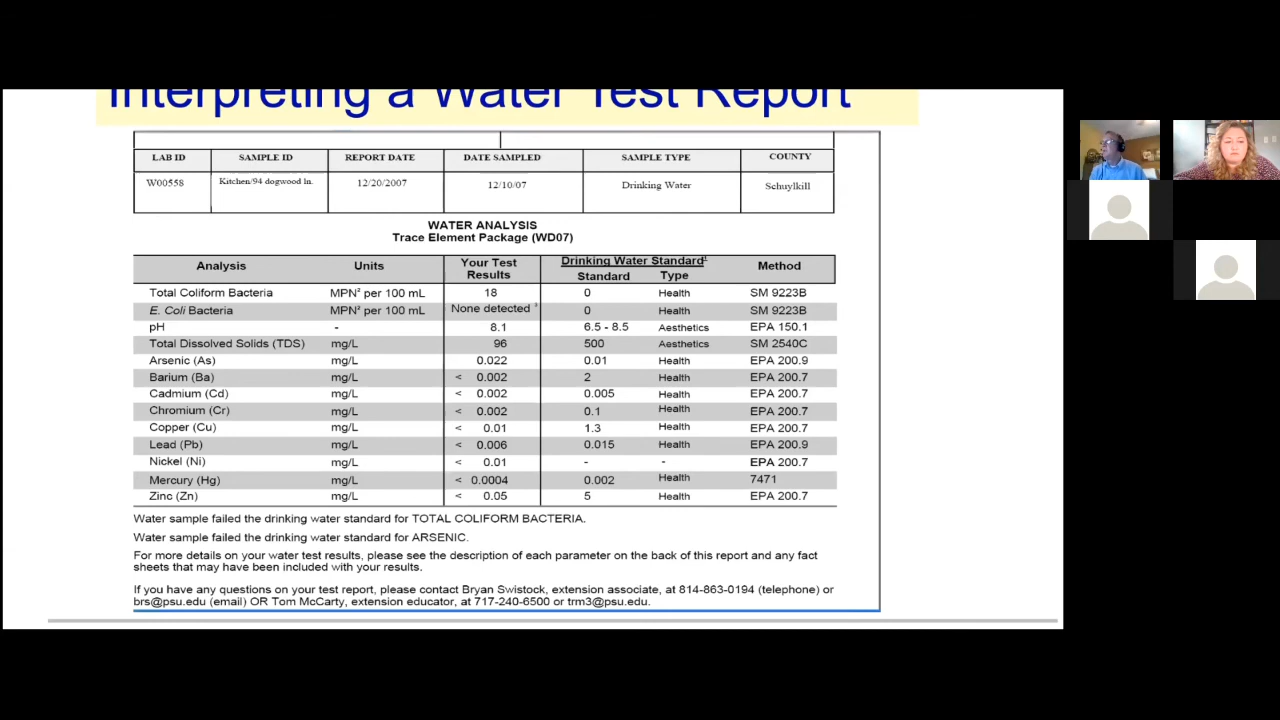 Interpreting a Water Test Report
LAB ID SAMPLE ID REPORT DATE DATE SAMPLED SAMPLE TYPE COUNTY
W00558 Kitchen/94 dogwood ln. 12/20/2007 12/10/07 Drinking Water Schuylkill
WATER ANALYSIS
Trace Element Package (WD07)
Analysis Units Your Test Results Drinking Water Standard¹ Method
Standard Type
Total Coliform Bacteria MPN² per 100 mL 18 0 Health SM 9223B
E. Coli Bacteria MPN² per 100 mL None detected ³ 0 Health SM 9223B
pH - 8.1 6.5 - 8.5 Aesthetics EPA 150.1
Total Dissolved Solids (TDS) mg/L 96 500 Aesthetics SM 2540C
Arsenic (As) mg/L 0.022 0.01 Health EPA 200.9
Barium (Ba) mg/L < 0.002 2 Health EPA 200.7
Cadmium (Cd) mg/L < 0.002 0.005 Health EPA 200.7
Chromium (Cr) mg/L < 0.002 0.1 Health EPA 200.7
Copper (Cu) mg/L < 0.01 1.3 Health EPA 200.7
Lead (Pb) mg/L < 0.006 0.015 Health EPA 200.9
Nickel (Ni) mg/L < 0.01 - - EPA 200.7
Mercury (Hg) mg/L < 0.0004 0.002 Health 7471
Zinc (Zn) mg/L < 0.05 5 Health EPA 200.7
Water sample failed the drinking water standard for TOTAL COLIFORM BACTERIA.
Water sample failed the drinking water standard for ARSENIC.
For more details on your water test results, please see the description of each parameter on the back of this report and any fact
sheets that may have been included with your results.
If you have any questions on your test report, please contact Bryan Swistock, extension associate, at 814-863-0194 (telephone) or
brs@psu.edu (email) OR Tom McCarty, extension educator, at 717-240-6500 or trm3@psu.edu.